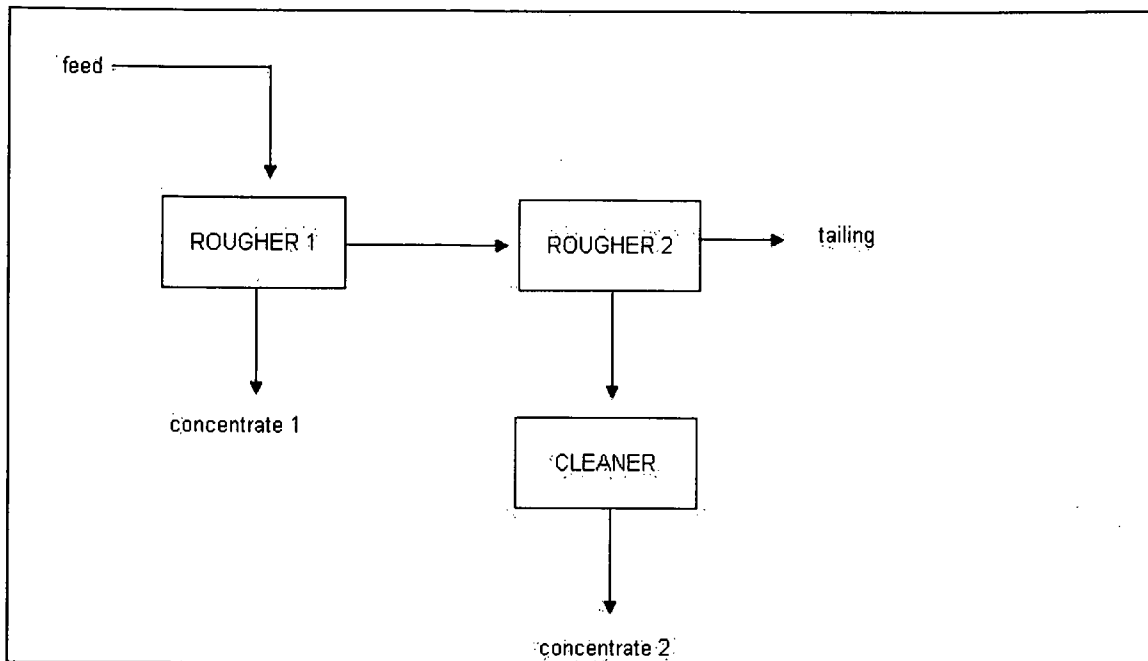 feed
ROUGHER 1
ROUGHER 2
tailing
concentrate 1
CLEANER
concentrate 2